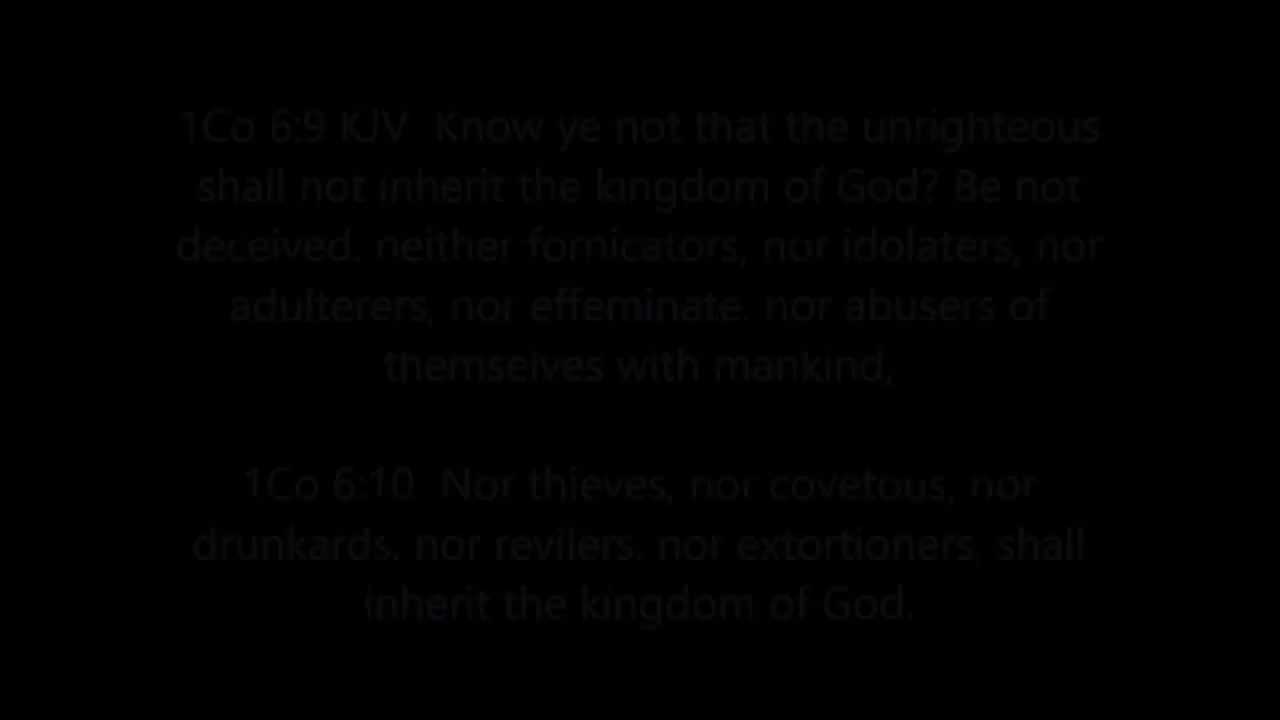 1Co 6:9 KJV  Know ye not that the unrighteous
shall not inherit the kingdom of God? Be not
deceived. neither fornicators, nor idolaters, nor
adulterers, nor effeminate. nor abusers of
themselves with mankind,
1Co 6:10  Nor thieves, nor covetous, nor
drunkards. nor revilers. nor extortioners, shall
inherit the kingdom of God.